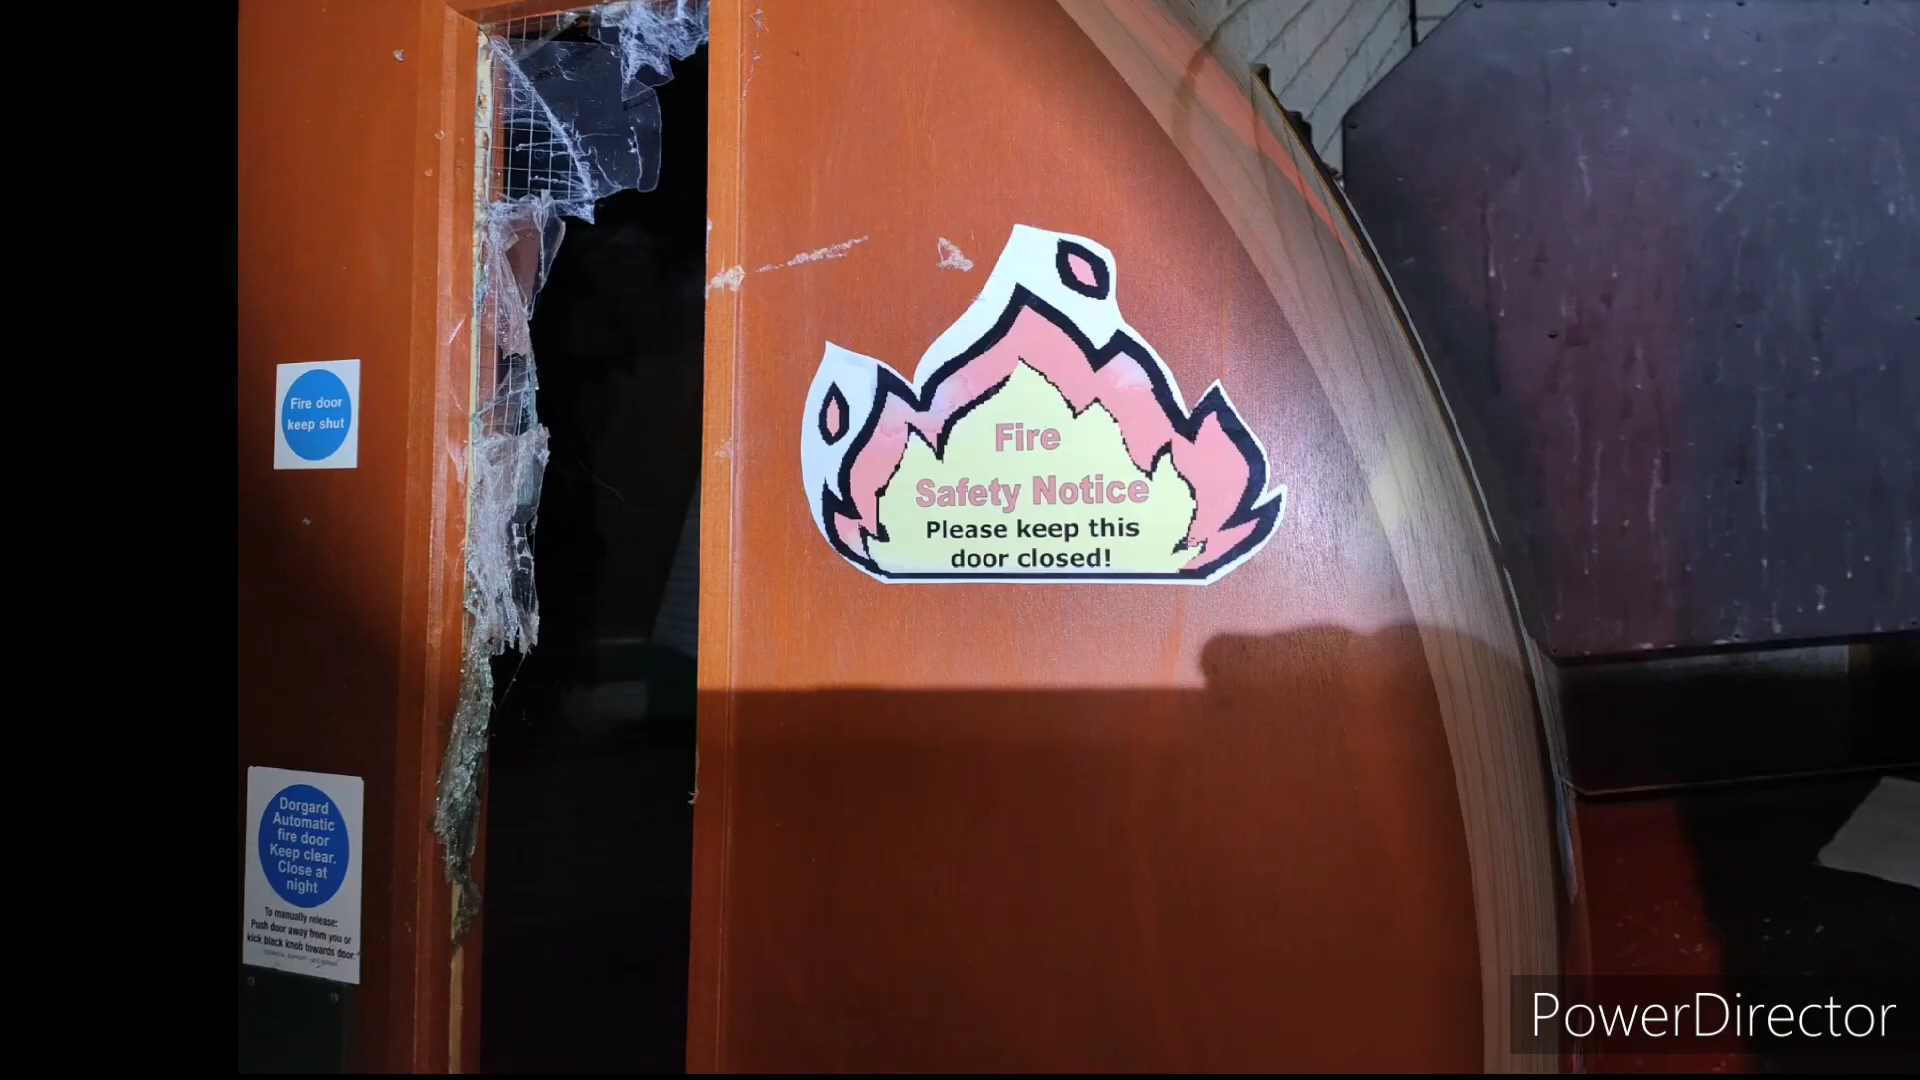 Fire door
keep shut
Fire
Safety Notice
Please keep this
door closed!
Dorgard
Automatic
fire door
Keep clear.
Close at
night
To manually release:
Push door away from you or
kick black knob towards door.
PowerDirector